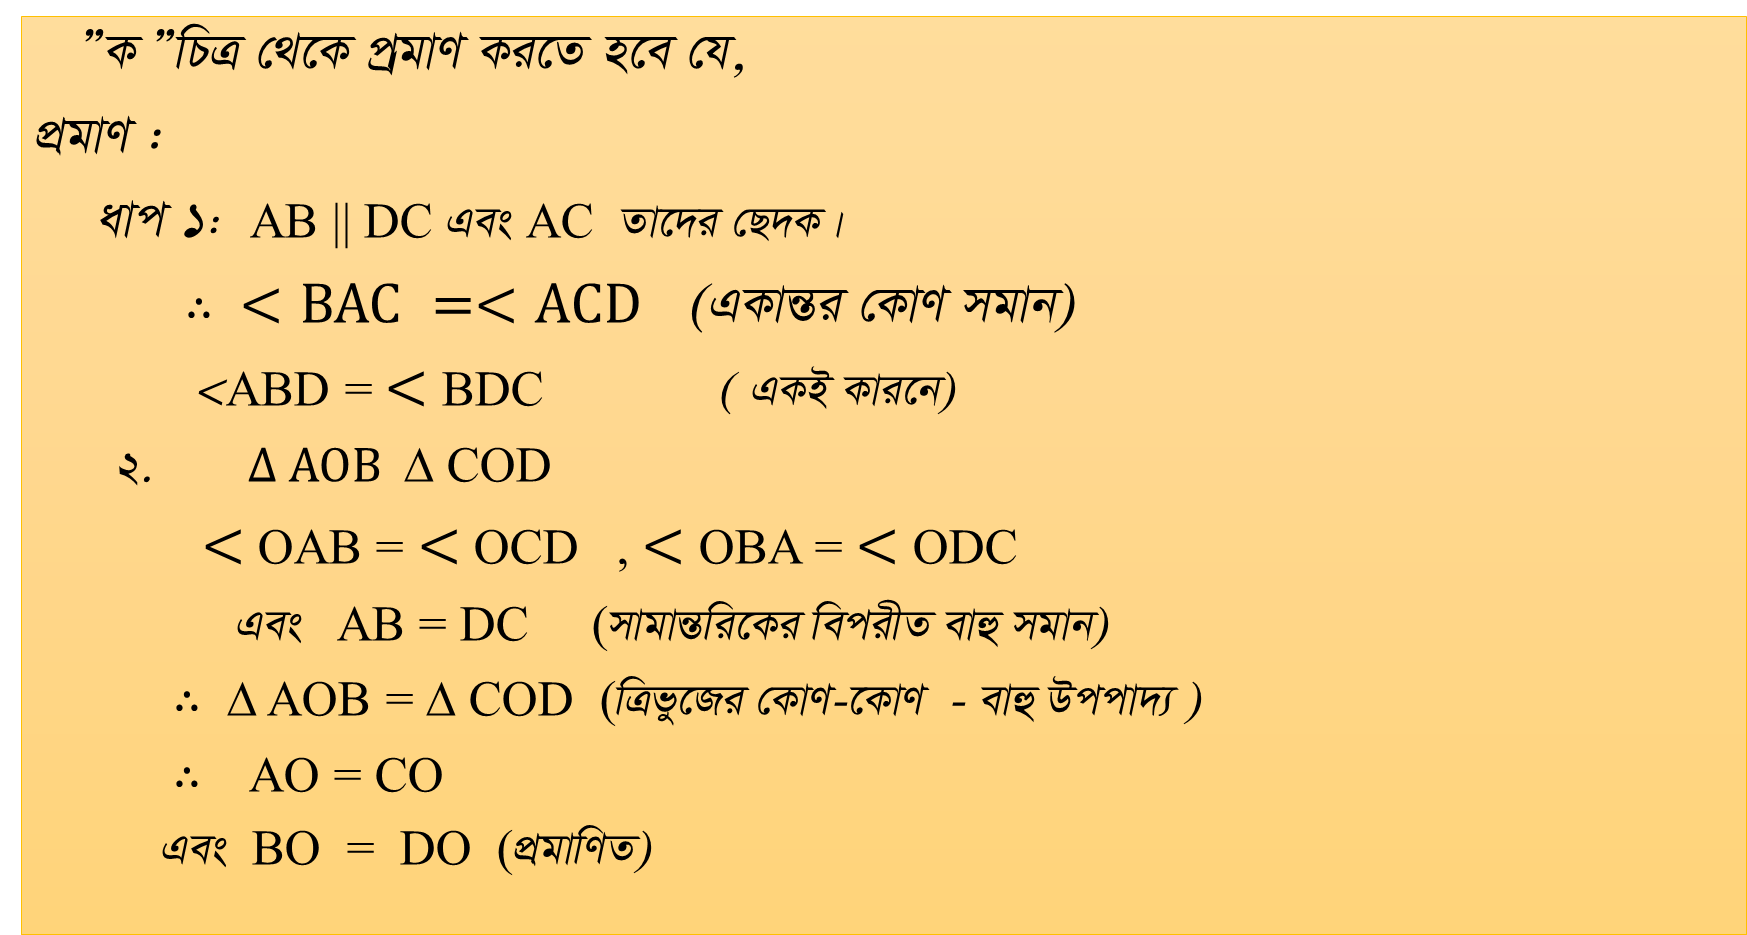 ”ক ”চিত্র থেকে প্রমাণ করতে হবে যে,
প্রমাণ :
ধাপ ১: AB || DC এবং AC তাদের ছেদক।
∴ < BAC =< ACD (একান্তর কোণ সমান)
<ABD = < BDC ( একই কারনে)
২. Δ AOB Δ COD
< OAB = < OCD , < OBA = < ODC
এবং AB = DC (সামান্তরিকের বিপরীত বাহু সমান)
∴ Δ AOB = Δ COD (ত্রিভুজের কোণ-কোণ - বাহু উপপাদ্য )
∴ AO = CO
এবং BO = DO (প্রমাণিত)